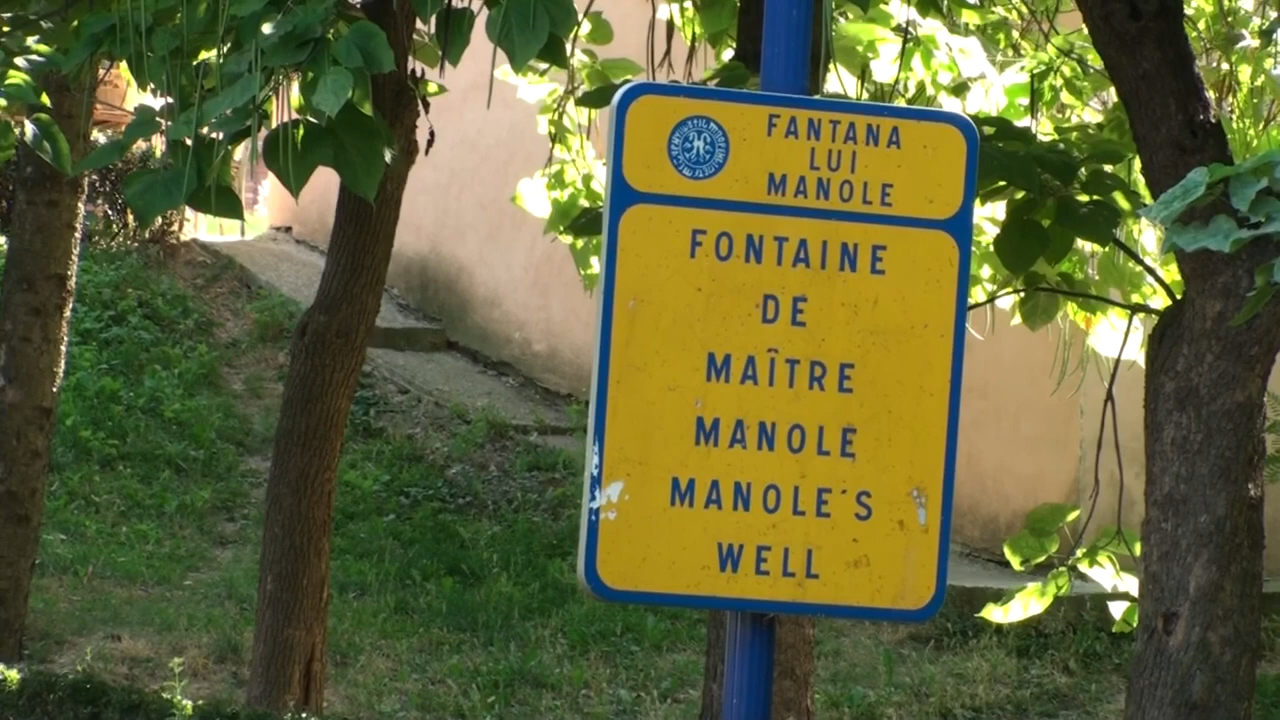 FANTANA
LUI
MANOLE
FONTAINE
DE
MAÎTRE
MANOLE
MANOLE'S
WELL